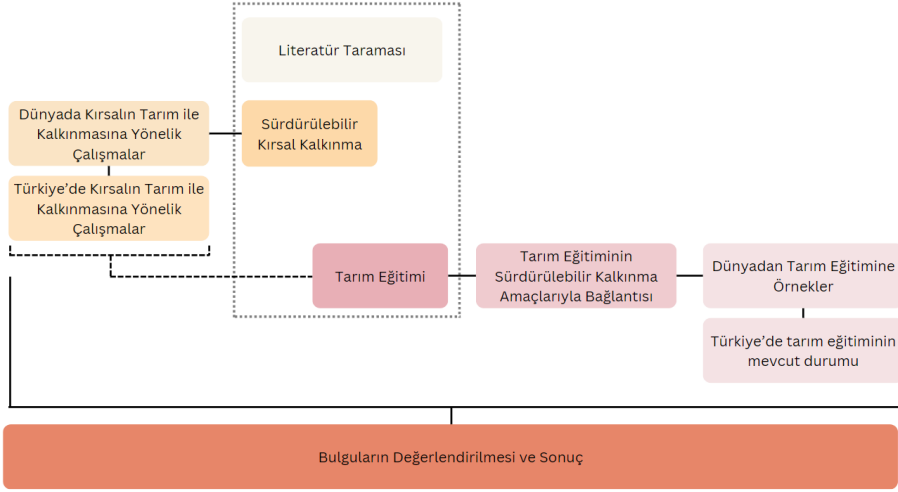 Literatür Taraması
Dünyada Kırsalın Tarım ile
Kalkınmasına Yönelik
Çalışmalar
Sürdürülebilir
Kırsal Kalkınma
Türkiye’de Kırsalın Tarım ile
Kalkınmasına Yönelik
Çalışmalar
Tarım Eğitimi
Tarım Eğitiminin
Sürdürülebilir Kalkınma
Amaçlarıyla Bağlantısı
Dünyadan Tarım Eğitimine
Örnekler
Türkiye’de tarım eğitiminin
mevcut durumu
Bulguların Değerlendirilmesi ve Sonuç